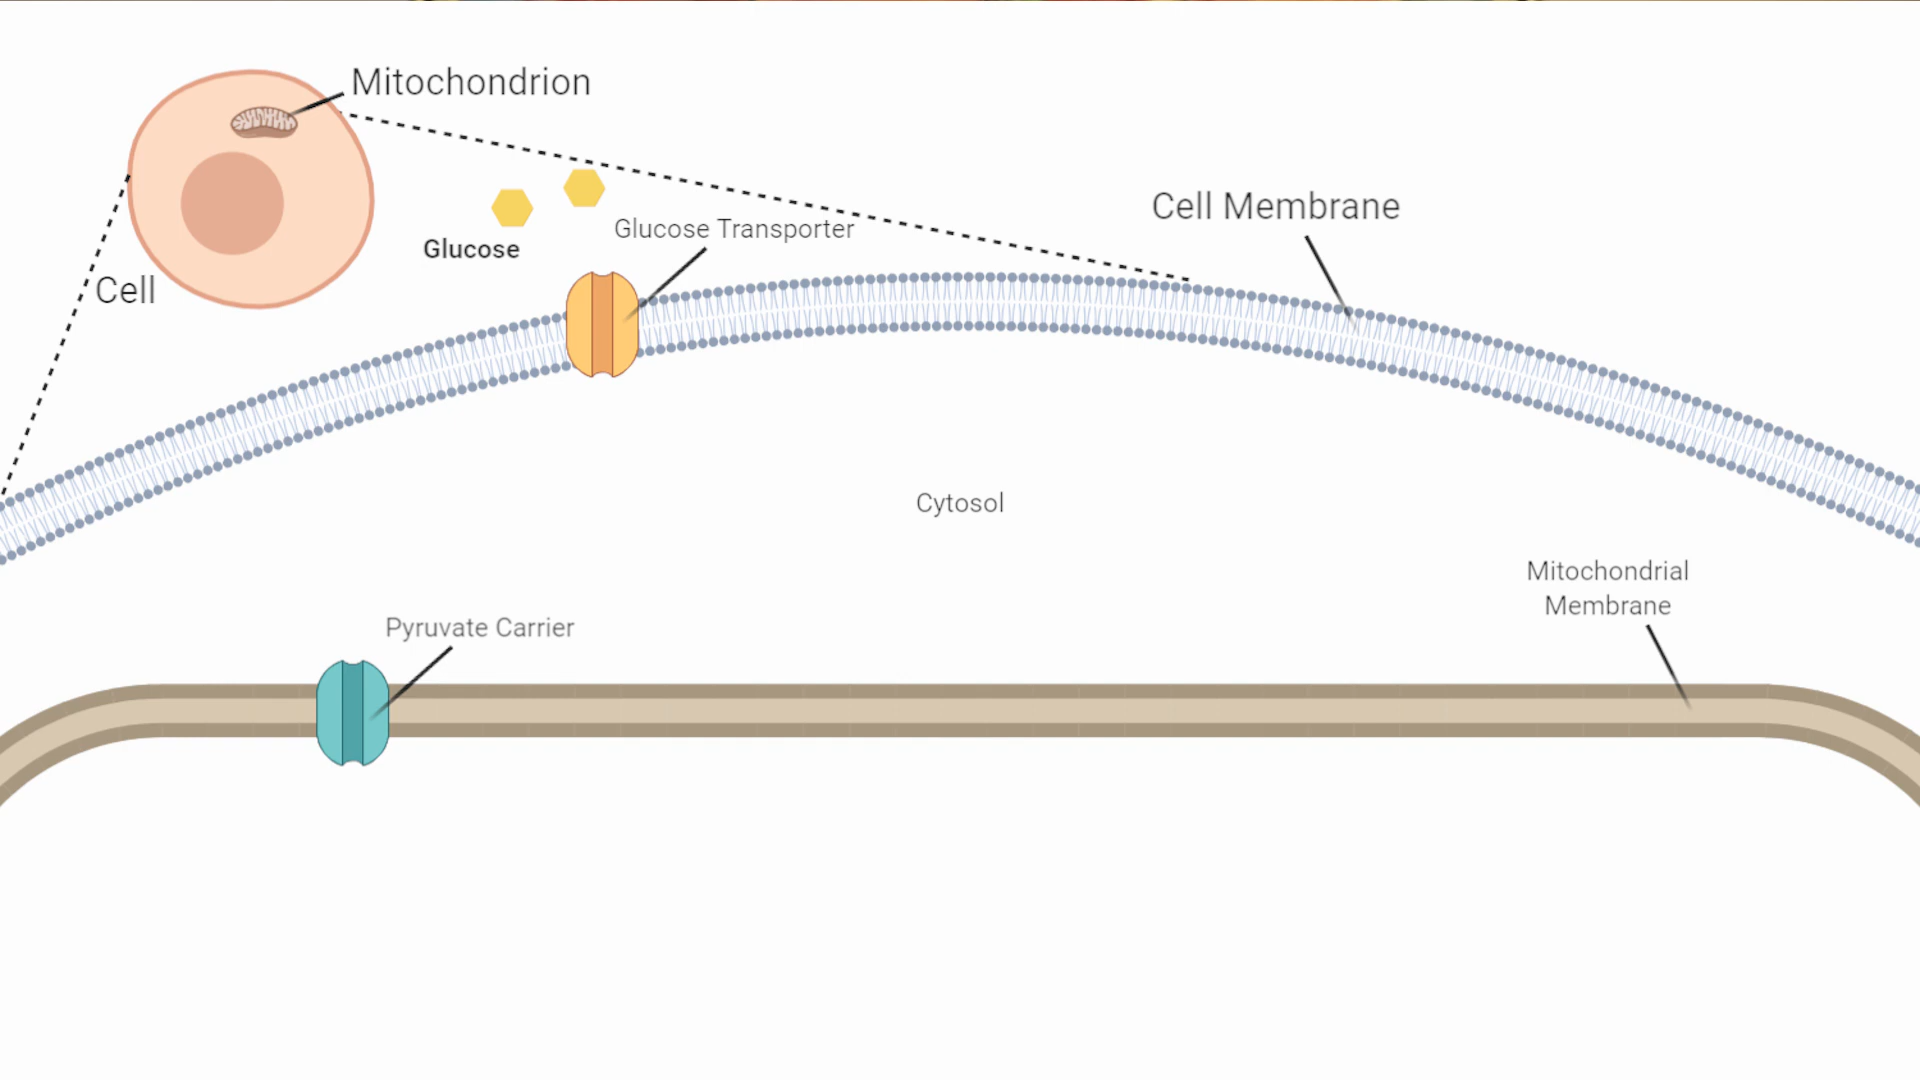 Mitochondrion
Cell Membrane
Glucose Transporter
Glucose
Cell
Cytosol
Mitochondrial
Membrane
Pyruvate Carrier